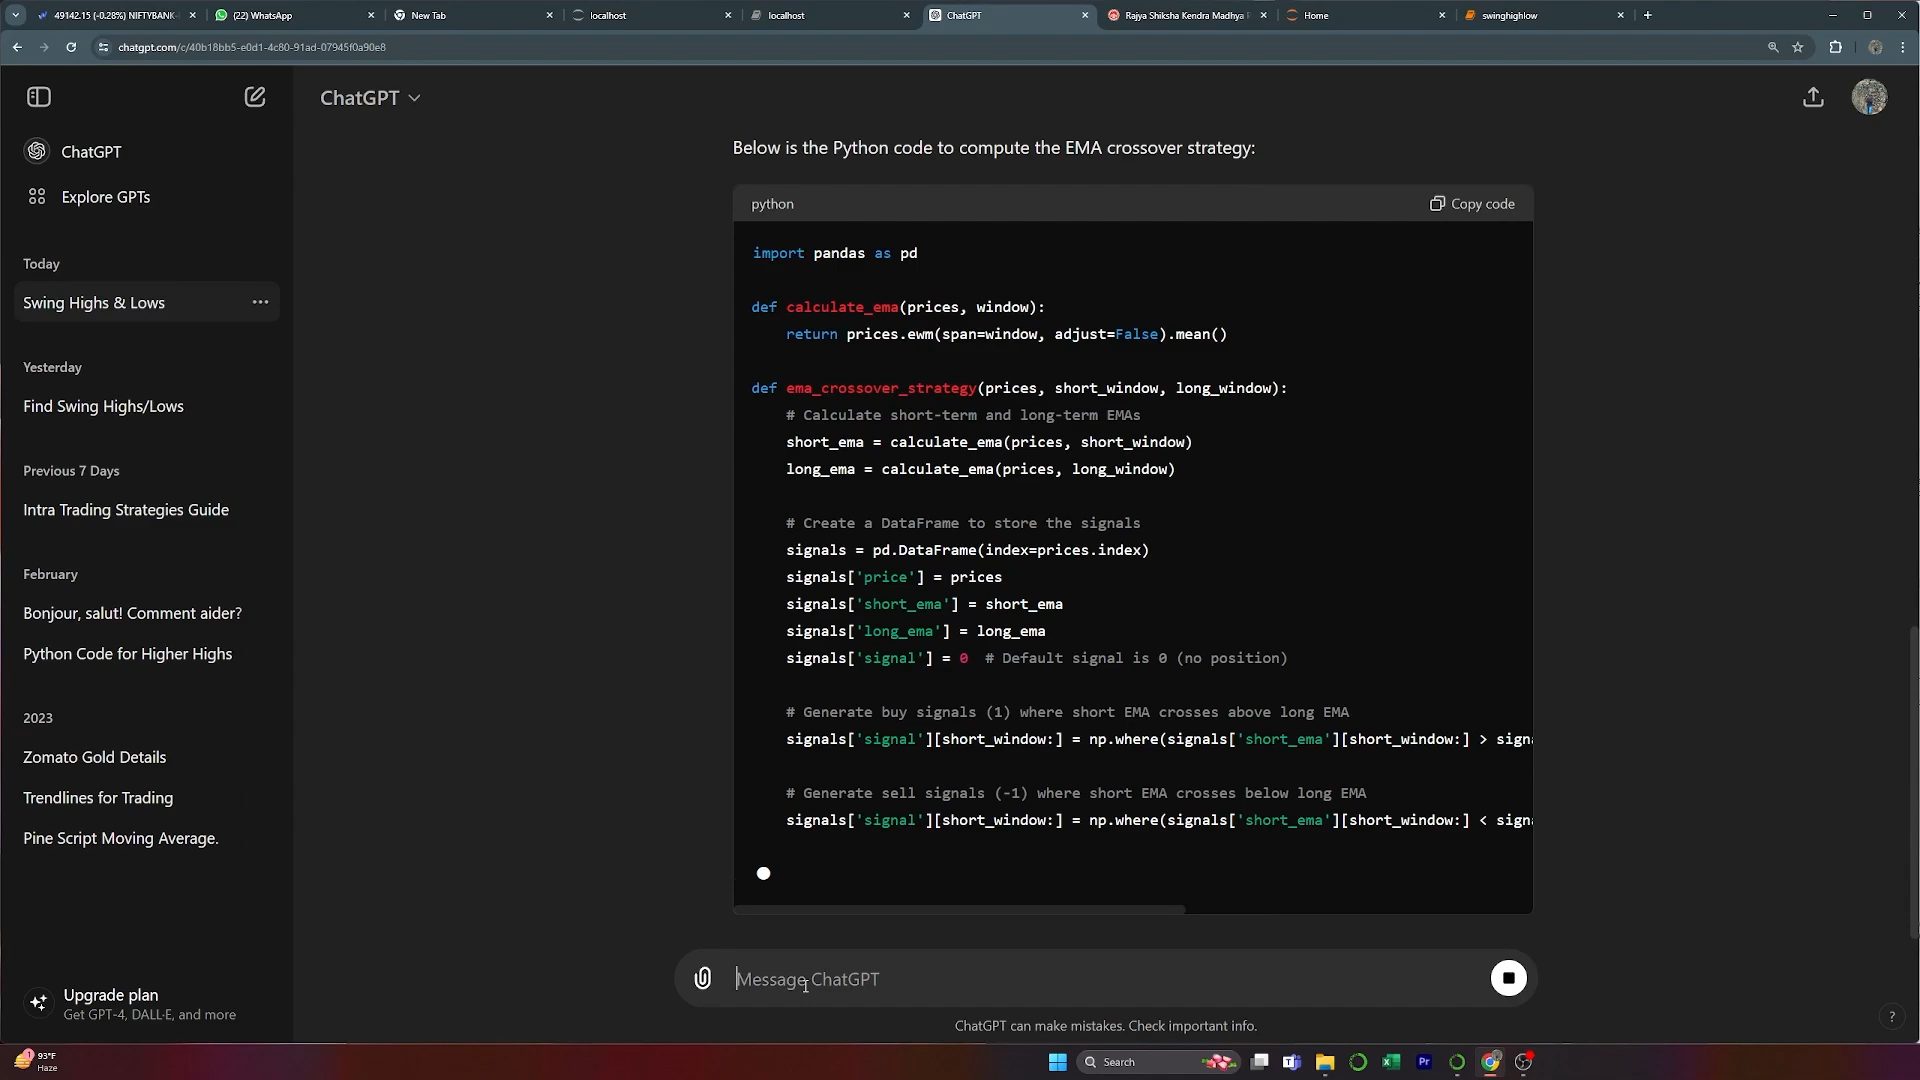 49142.15 (-0.28%) NIFTYBANK
(22) WhatsApp
New Tab
localhost
localhost
ChatGPT
Rajya Shiksha Kendra Madhya P
Home
swinghighlow
chatgpt.com/c/40b18bb5-e0d1-4c80-91ad-07945f0a90e8
ChatGPT
ChatGPT
Explore GPTs
Today
Swing Highs & Lows
Yesterday
Find Swing Highs/Lows
Previous 7 Days
Intra Trading Strategies Guide
February
Bonjour, salut! Comment aider?
Python Code for Higher Highs
2023
Zomato Gold Details
Trendlines for Trading
Pine Script Moving Average.
Upgrade plan
Get GPT-4, DALL·E, and more
Below is the Python code to compute the EMA crossover strategy:
python
Copy code
import pandas as pd
def calculate_ema(prices, window):
return prices.ewm(span=window, adjust=False).mean()
def ema_crossover_strategy(prices, short_window, long_window):
# Calculate short-term and long-term EMAs
short_ema = calculate_ema(prices, short_window)
long_ema = calculate_ema(prices, long_window)
# Create a DataFrame to store the signals
signals = pd.DataFrame(index=prices.index)
signals['price'] = prices
signals['short_ema'] = short_ema
signals['long_ema'] = long_ema
signals['signal'] = 0 # Default signal is 0 (no position)
# Generate buy signals (1) where short EMA crosses above long EMA
signals['signal'][short_window:] = np.where(signals['short_ema'][short_window:] > signa
# Generate sell signals (-1) where short EMA crosses below long EMA
signals['signal'][short_window:] = np.where(signals['short_ema'][short_window:] < signa
Message ChatGPT
ChatGPT can make mistakes. Check important info.
?
1
93°F
Haze
Search